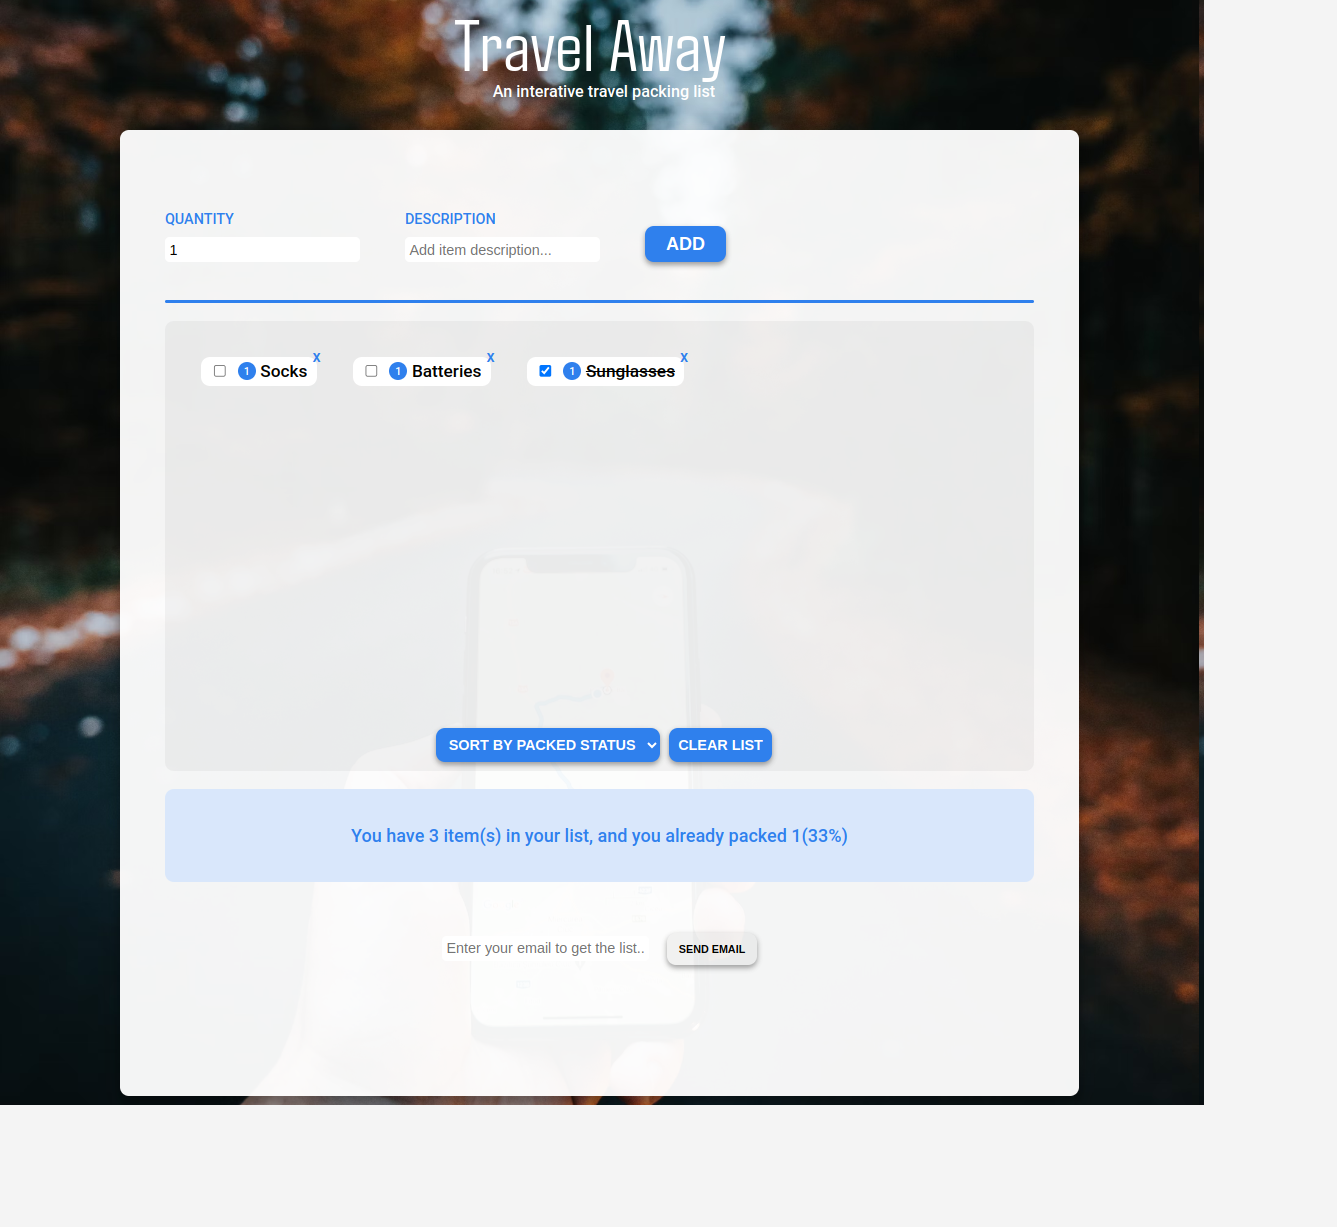 Travel Away
An interative travel packing list
QUANTITY
DESCRIPTION
1
Add item description...
ADD
1 Socks X
1 Batteries X
1 Sunglasses X
SORT BY PACKED STATUS
CLEAR LIST
You have 3 item(s) in your list, and you already packed 1(33%)
Enter your email to get the list..
SEND EMAIL